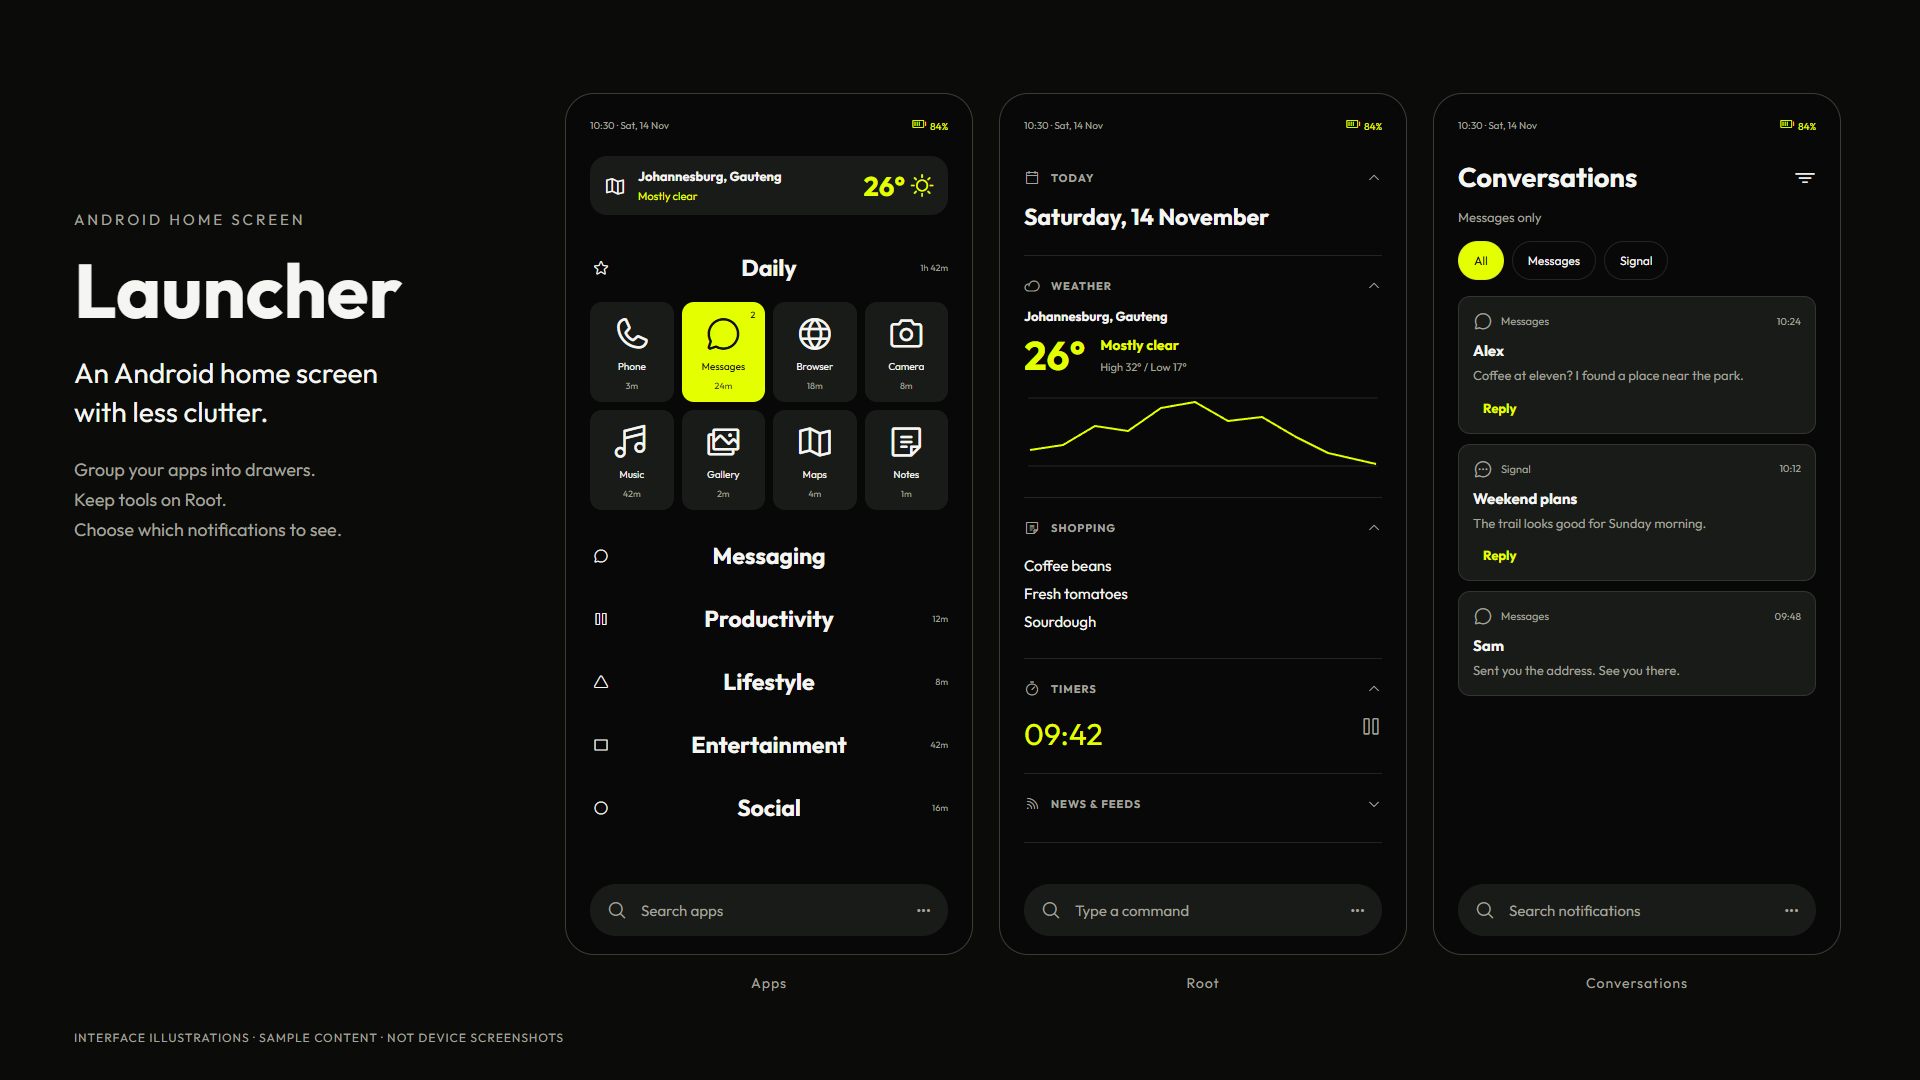 ANDROID HOME SCREEN
Launcher
An Android home screen
with less clutter.
Group your apps into drawers.
Keep tools on Root.
Choose which notifications to see.
10:30 · Sat, 14 Nov
84%
Johannesburg, Gauteng
Mostly clear
26°
Daily
1h 42m
Phone
3m
2
Messages
24m
Browser
18m
Camera
8m
Music
42m
Gallery
2m
Maps
4m
Notes
1m
Messaging
Productivity
12m
Lifestyle
8m
Entertainment
42m
Social
16m
Search apps
Apps
10:30 · Sat, 14 Nov
84%
TODAY
Saturday, 14 November
WEATHER
Johannesburg, Gauteng
26°
Mostly clear
High 32° / Low 17°
SHOPPING
Coffee beans
Fresh tomatoes
Sourdough
TIMERS
09:42
NEWS & FEEDS
Type a command
Root
10:30 · Sat, 14 Nov
84%
Conversations
Messages only
All
Messages
Signal
Messages
10:24
Alex
Coffee at eleven? I found a place near the park.
Reply
Signal
10:12
Weekend plans
The trail looks good for Sunday morning.
Reply
Messages
09:48
Sam
Sent you the address. See you there.
Search notifications
Conversations
INTERFACE ILLUSTRATIONS · SAMPLE CONTENT · NOT DEVICE SCREENSHOTS